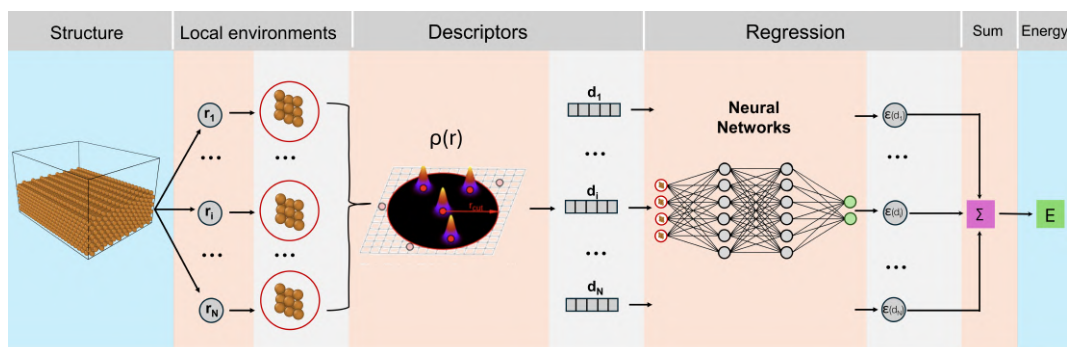 Structure
Local environments
Descriptors
Regression
Sum
Energy
r1
...
ri
...
rN
...
...
ρ(r)
rcut
d1
...
di
...
dN
Neural
Networks
ε(d1)
...
ε(di)
...
ε(dN)
Σ
E